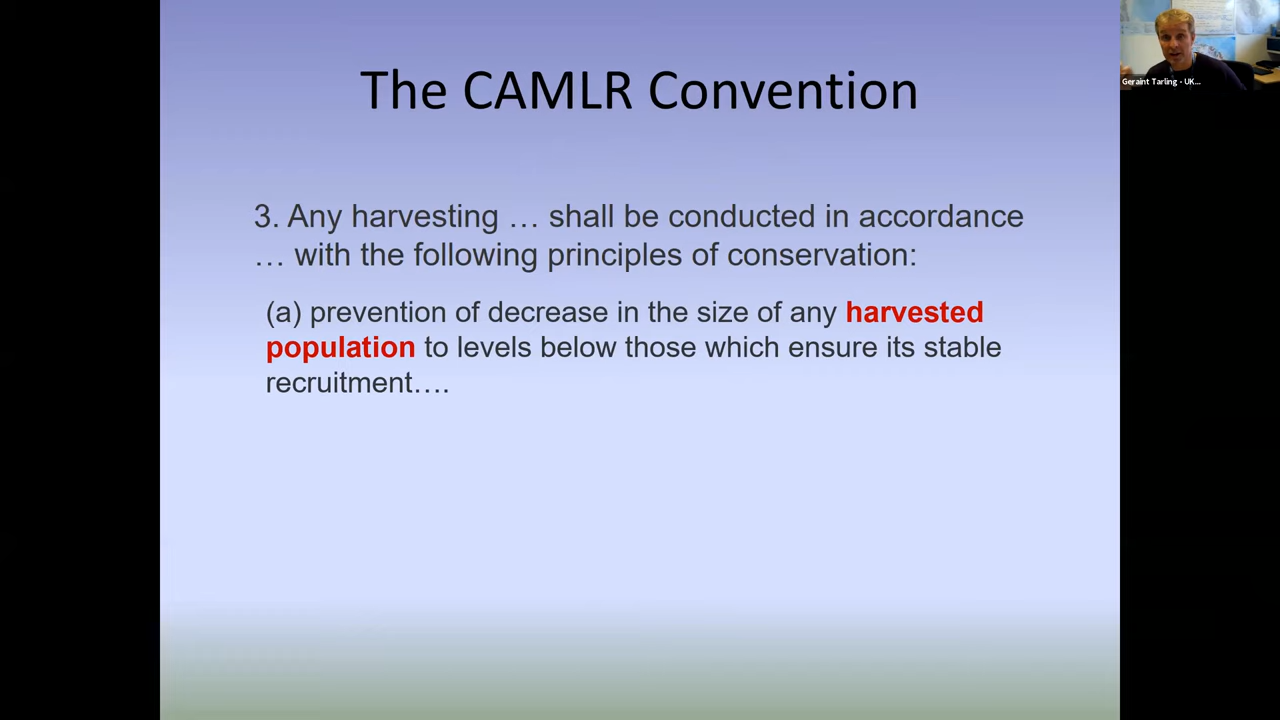 The CAMLR Convention
Geraint Tarling - UK...
3. Any harvesting … shall be conducted in accordance
… with the following principles of conservation:
(a) prevention of decrease in the size of any harvested
population to levels below those which ensure its stable
recruitment….